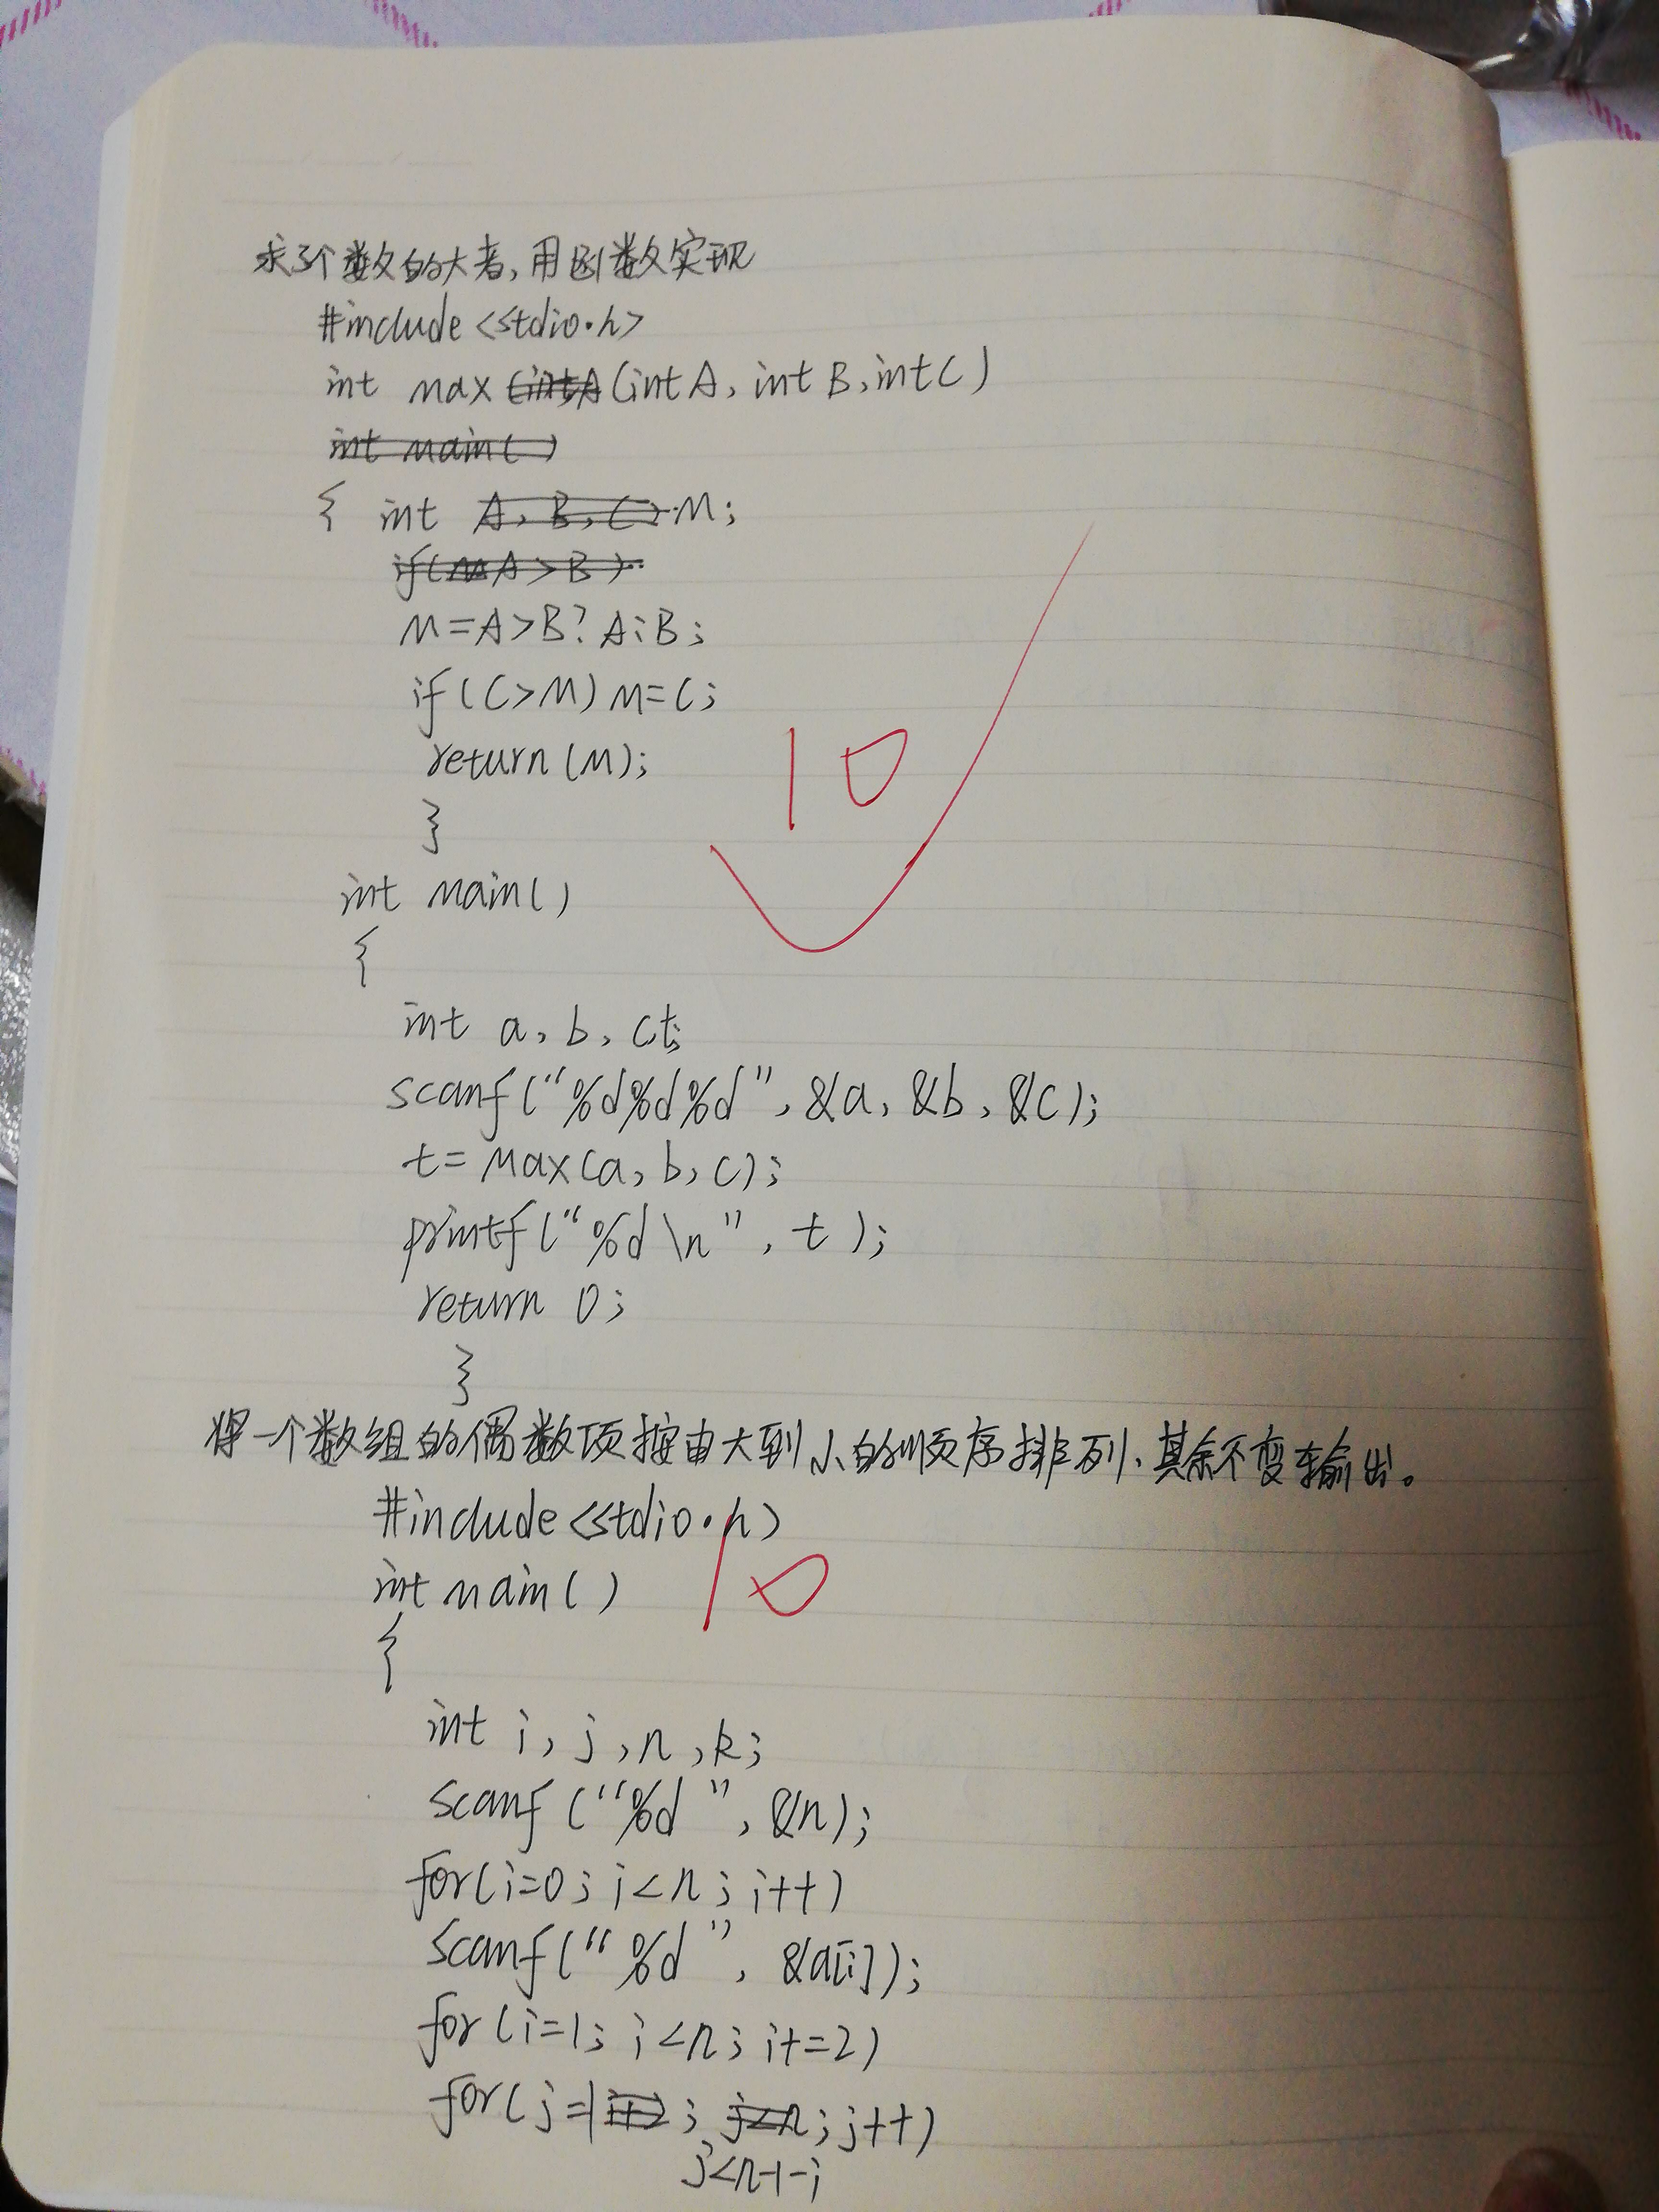 求3个数的大者,用函数实现
#include<stdio.h>
int max (int A, int B, int C)
{ int M;
M=A>B? A:B;
if(C>M) M=C;
return(M);
10
}
int main()
{
int a, b, c t;
scanf("%d%d%d", &a, &b, &c);
t=Max(a, b, c);
printf("%d\n", t);
return 0;
}
将一个数组的偶数项按由大到小的顺序排列、其余不变输出。
#include<stdio.h>
int main()
10
{
int i, j, n, k;
scanf("%d", &n);
for(i=0; i<n; i++)
scanf("%d", &a[i]);
for(i=1; i<n; i+=2)
for(j=1; ; j++)
j<n-1-i